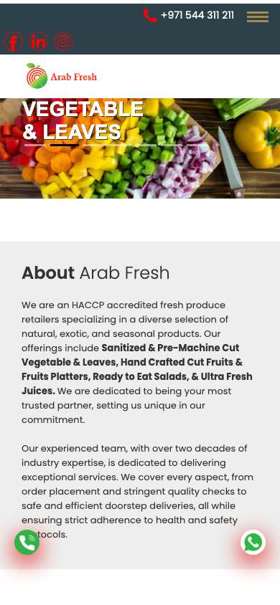 +971 544 311 211
Arab Fresh
VEGETABLE
& LEAVES
About Arab Fresh
We are an HACCP accredited fresh produce
retailers specializing in a diverse selection of
natural, exotic, and seasonal products. Our
offerings include Sanitized & Pre-Machine Cut
Vegetable & Leaves, Hand Crafted Cut Fruits &
Fruits Platters, Ready to Eat Salads, & Ultra Fresh
Juices. We are dedicated to being your most
trusted partner, setting us unique in our
commitment.
Our experienced team, with over two decades of
industry expertise, is dedicated to delivering
exceptional services. We cover every aspect, from
order placement and stringent quality checks to
safe and efficient doorstep deliveries, all while
ensuring strict adherence to health and safety